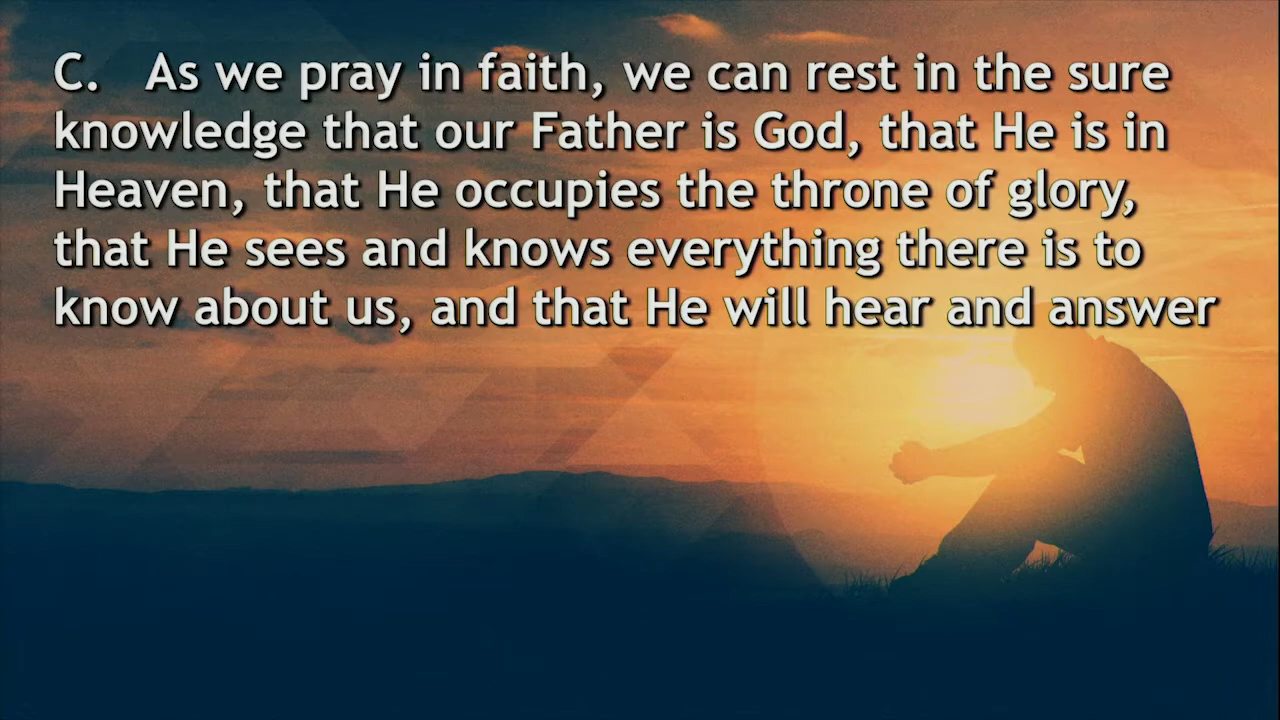 C. As we pray in faith, we can rest in the sure
knowledge that our Father is God, that He is in
Heaven, that He occupies the throne of glory,
that He sees and knows everything there is to
know about us, and that He will hear and answer